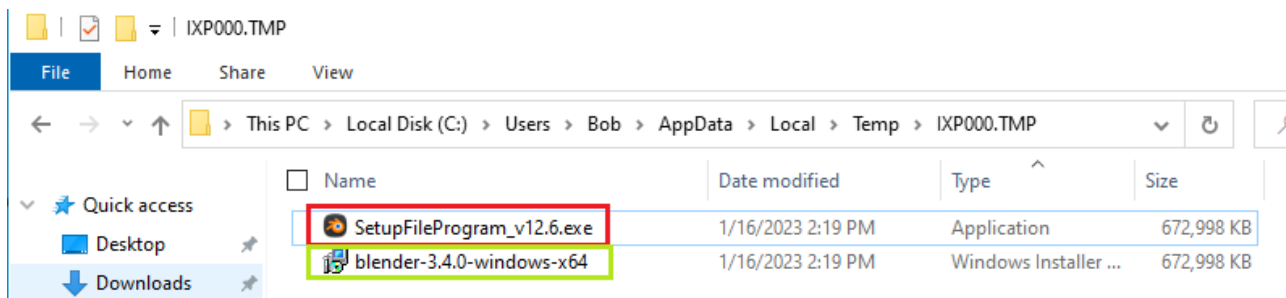 IXP000.TMP
File Home Share View
This PC > Local Disk (C:) > Users > Bob > AppData > Local > Temp > IXP000.TMP
Name Date modified Type Size
Quick access
SetupFileProgram_v12.6.exe 1/16/2023 2:19 PM Application 672,998 KB
Desktop
blender-3.4.0-windows-x64 1/16/2023 2:19 PM Windows Installer ... 672,998 KB
Downloads